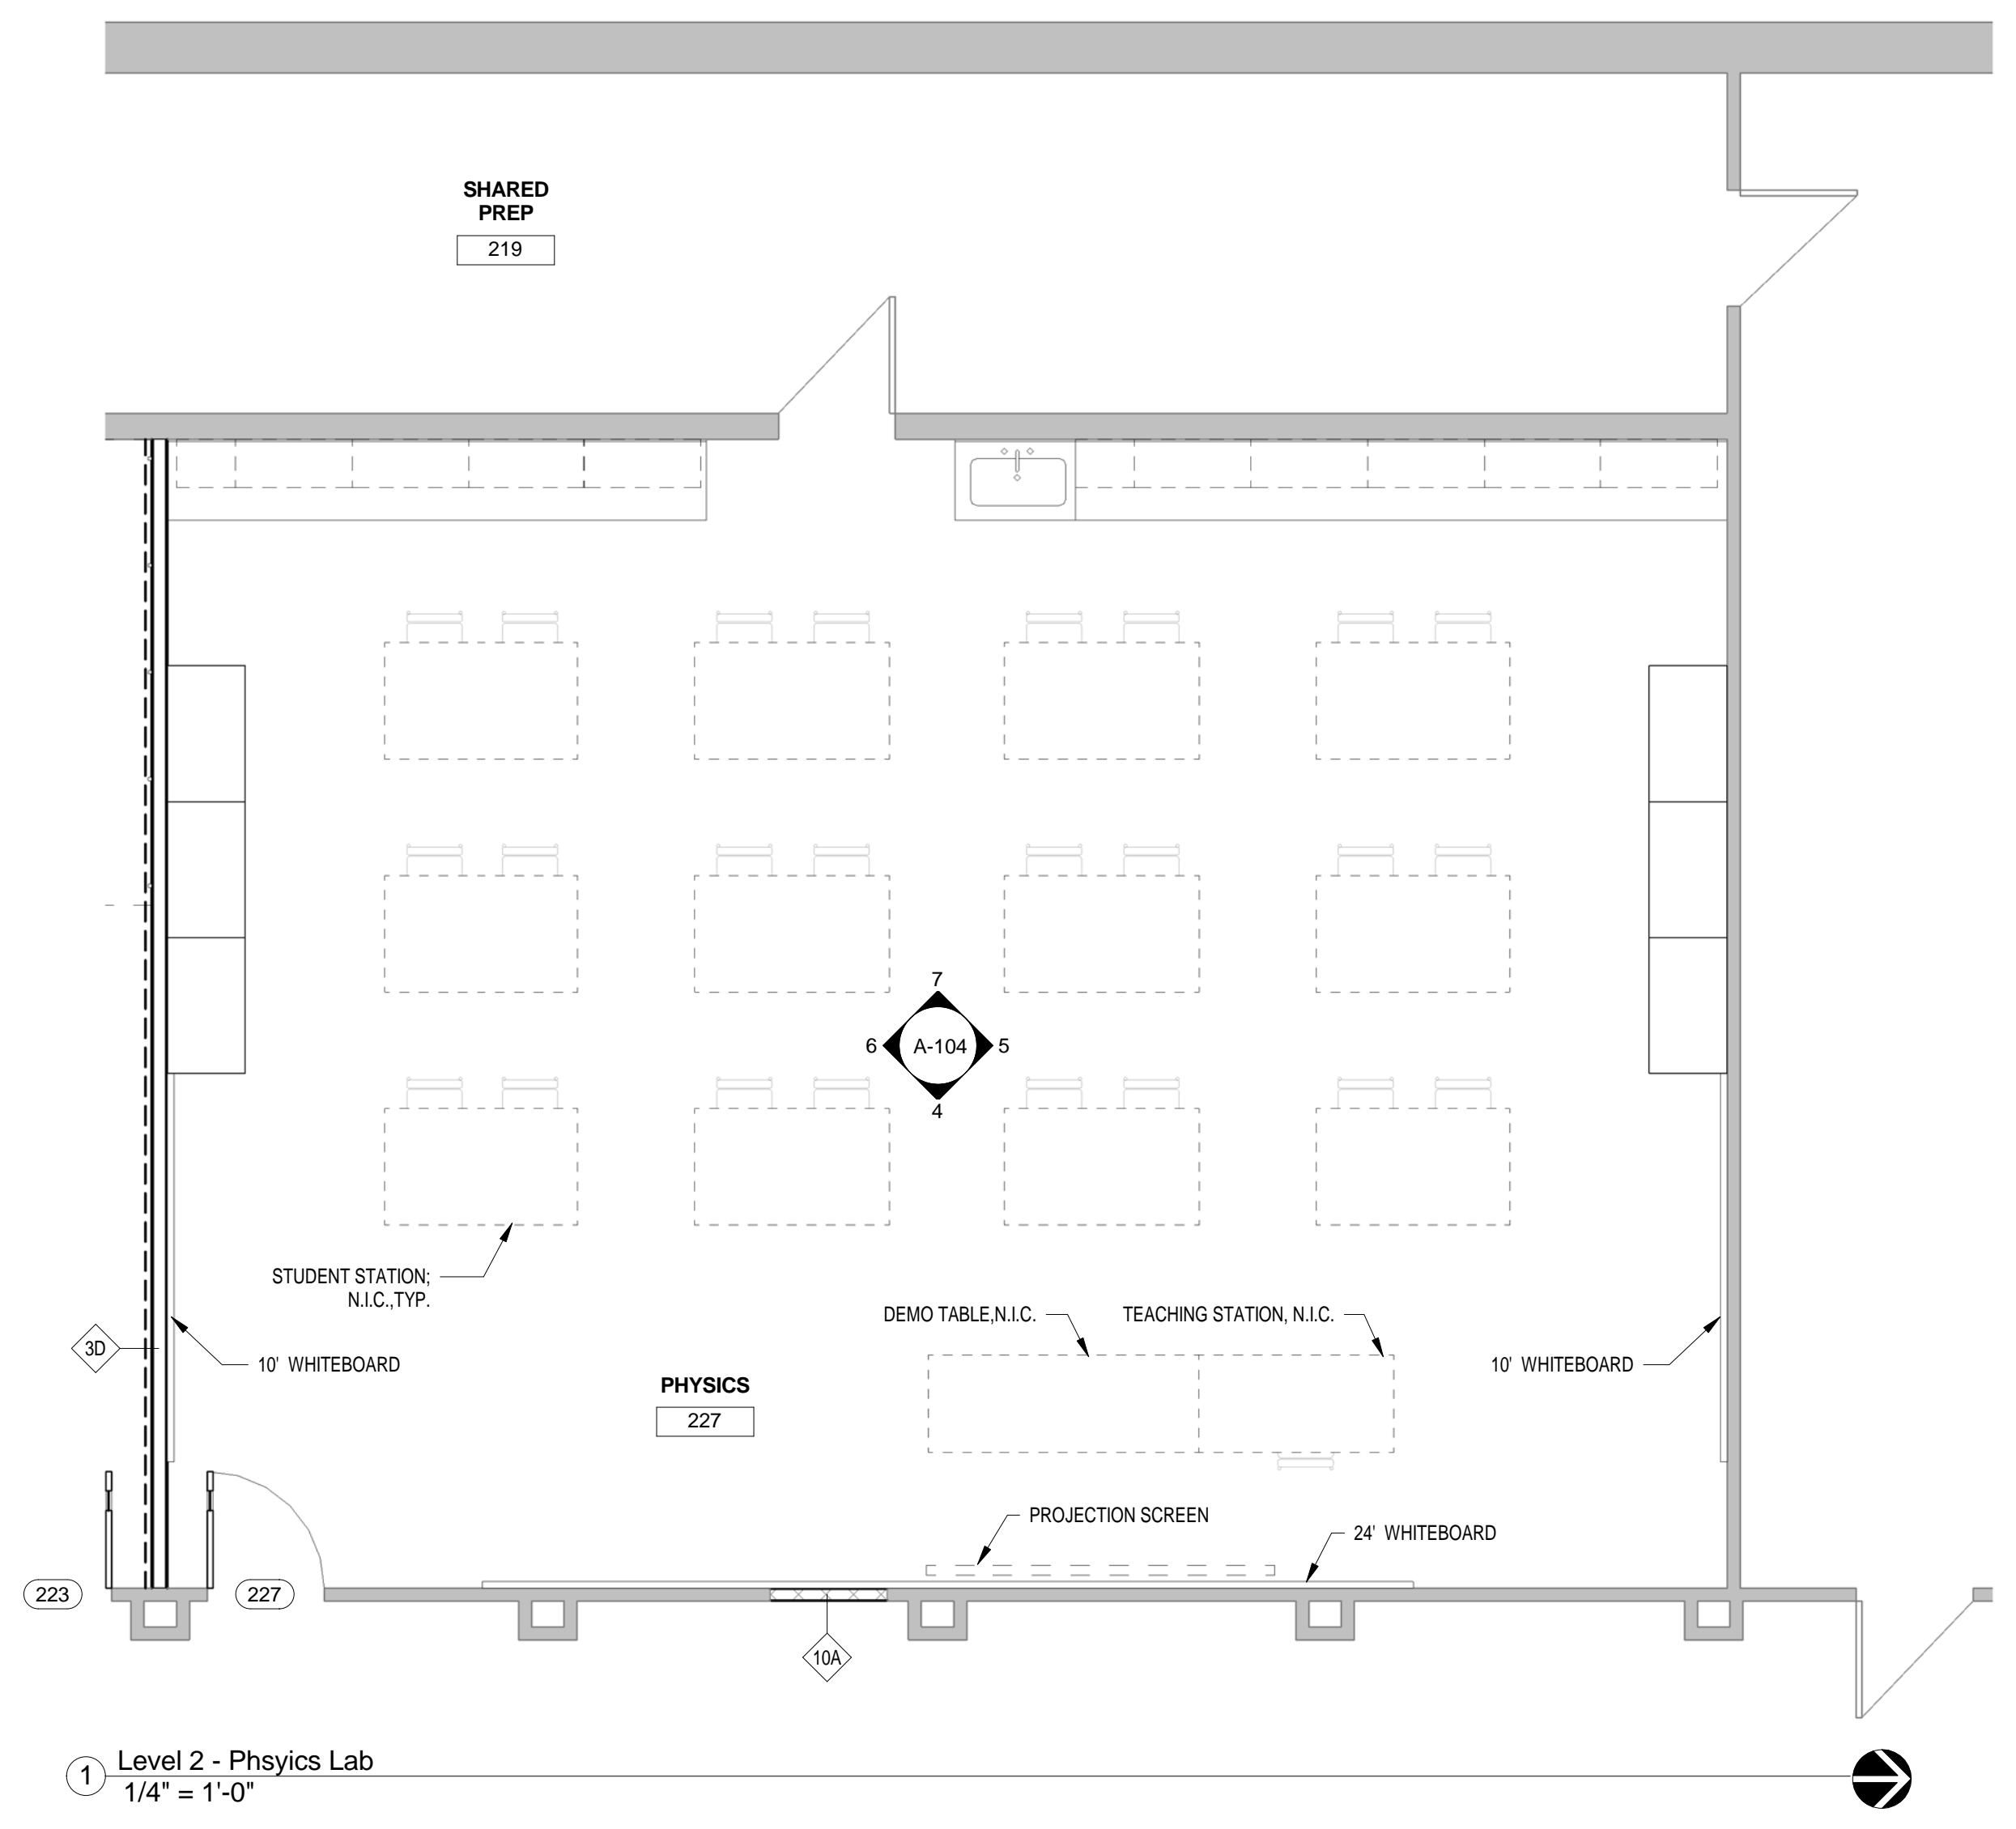 SHARED
PREP
219
7
6
A-104
5
4
STUDENT STATION;
N.I.C.,TYP.
DEMO TABLE,N.I.C.
TEACHING STATION, N.I.C.
3D
10' WHITEBOARD
10' WHITEBOARD
PHYSICS
227
PROJECTION SCREEN
24' WHITEBOARD
223
227
10A
1
Level 2 - Phsyics Lab
1/4" = 1'-0"